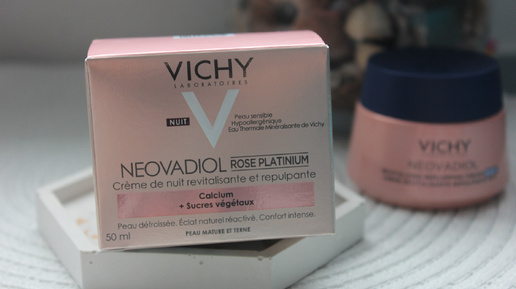 VICHY
LABORATOIRES
NUIT
Peau sensible
Hypoallergénique
Eau Thermale Minéralisante de Vichy
NEOVADIOL ROSE PLATINIUM
Crème de nuit revitalisante et repulpante
Calcium
+ Sucres végétaux
Peau défroissée. Éclat naturel réactivé. Confort intense.
50 ml
PEAU MATURE ET TERNE
VICHY
NEOVADIOL